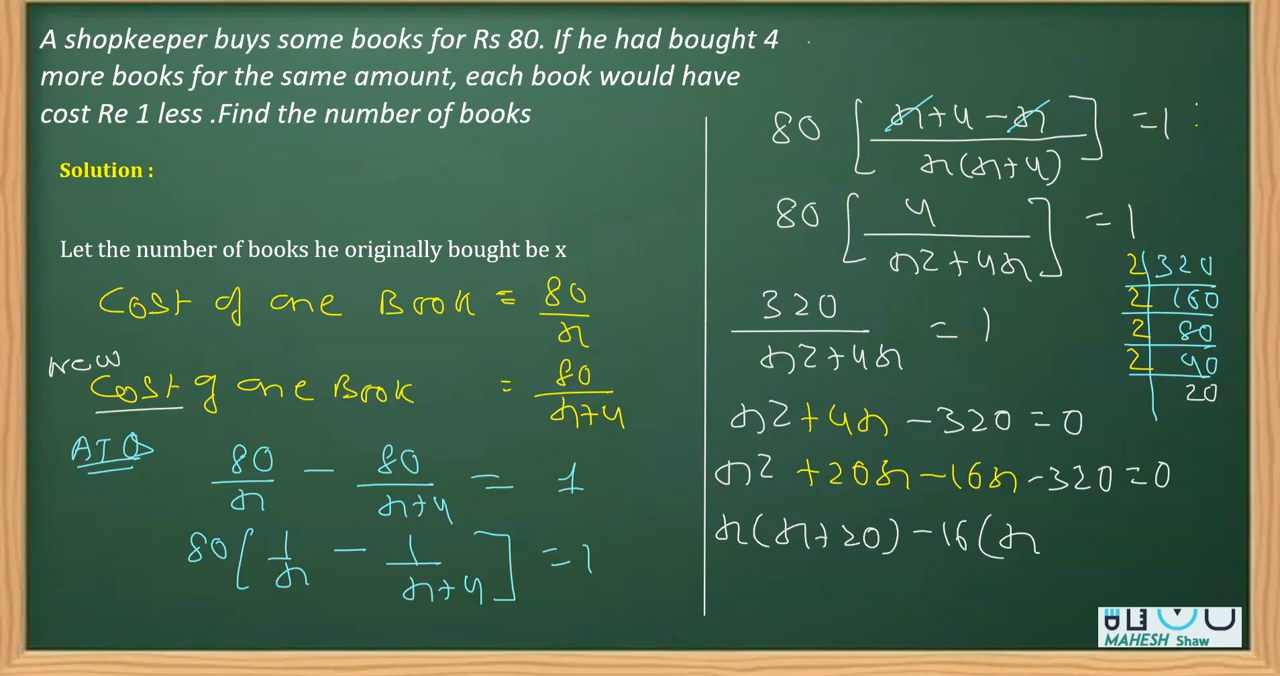 A shopkeeper buys some books for Rs 80. If he had bought 4
more books for the same amount, each book would have
cost Re 1 less .Find the number of books
Solution :
Let the number of books he originally bought be x
Cost of one Book = 80/x
New
Cost of one Book = 80/x+4
ATQ
80/x - 80/x+4 = 1
80[1/x - 1/x+4] = 1
80 [x+4-x/x(x+4)] = 1
80 [4/x2+4x] = 1
320/x2+4x = 1
2|320
2|160
2|80
2|40
|20
x2+4x-320=0
x2+20x-16x-320=0
x(x+20)-16(x
MAHESH Shaw